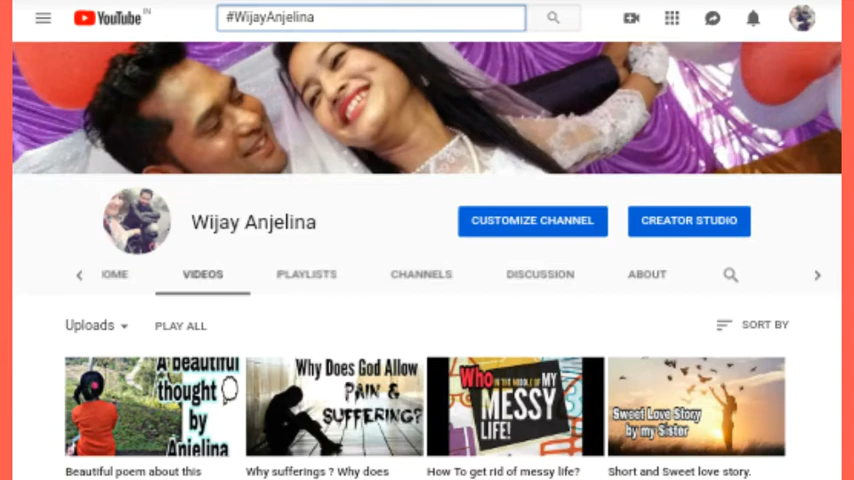 YouTube IN
#WijayAnjelina
Wijay Anjelina
CUSTOMIZE CHANNEL
CREATOR STUDIO
OME VIDEOS PLAYLISTS CHANNELS DISCUSSION ABOUT
Uploads PLAY ALL SORT BY
A beautiful
thought
by
Anjelina
Why Does God Allow
PAIN &
SUFFERING?
Who IN THE MIDDLE OF MY
MESSY
LIFE!
Sweet Love Story
by my Sister
Beautiful poem about this
Why sufferings ? Why does
How To get rid of messy life?
Short and Sweet love story.